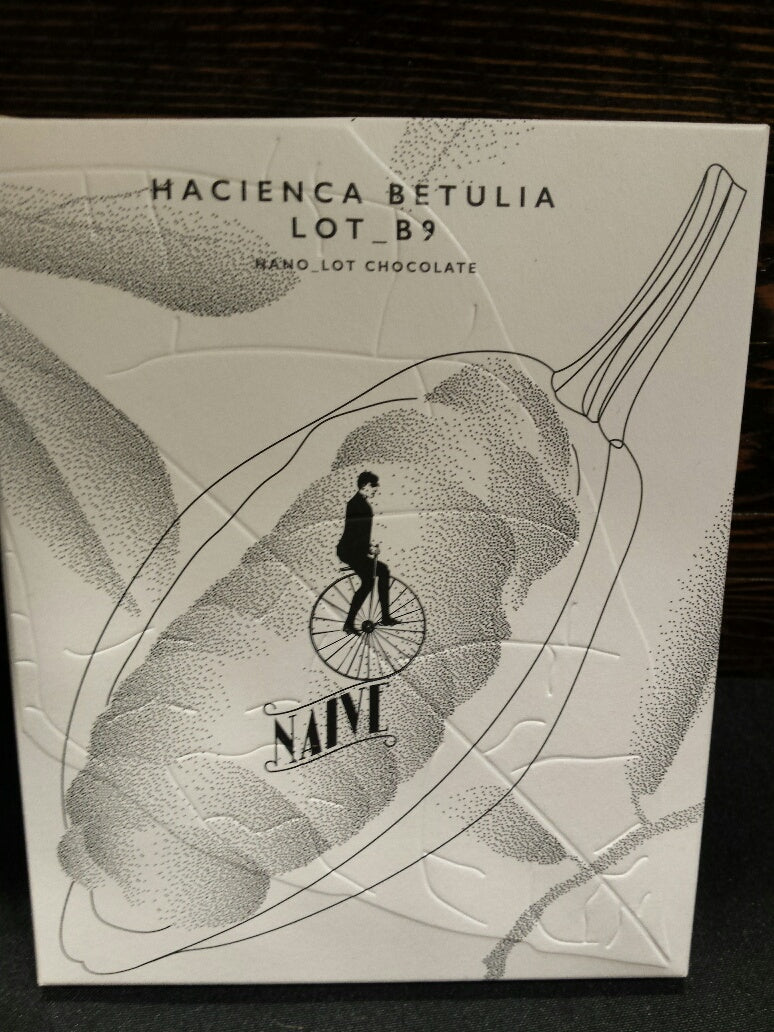 HACIENCA BETULIA
LOT_B9
NANO_LOT CHOCOLATE
NAIVE